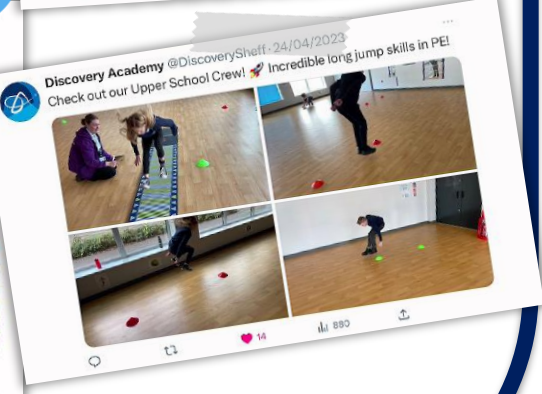 Discovery Academy @DiscoverySheff · 24/04/2023
Check out our Upper School Crew! 🚀 Incredible long jump skills in PE!
14
880